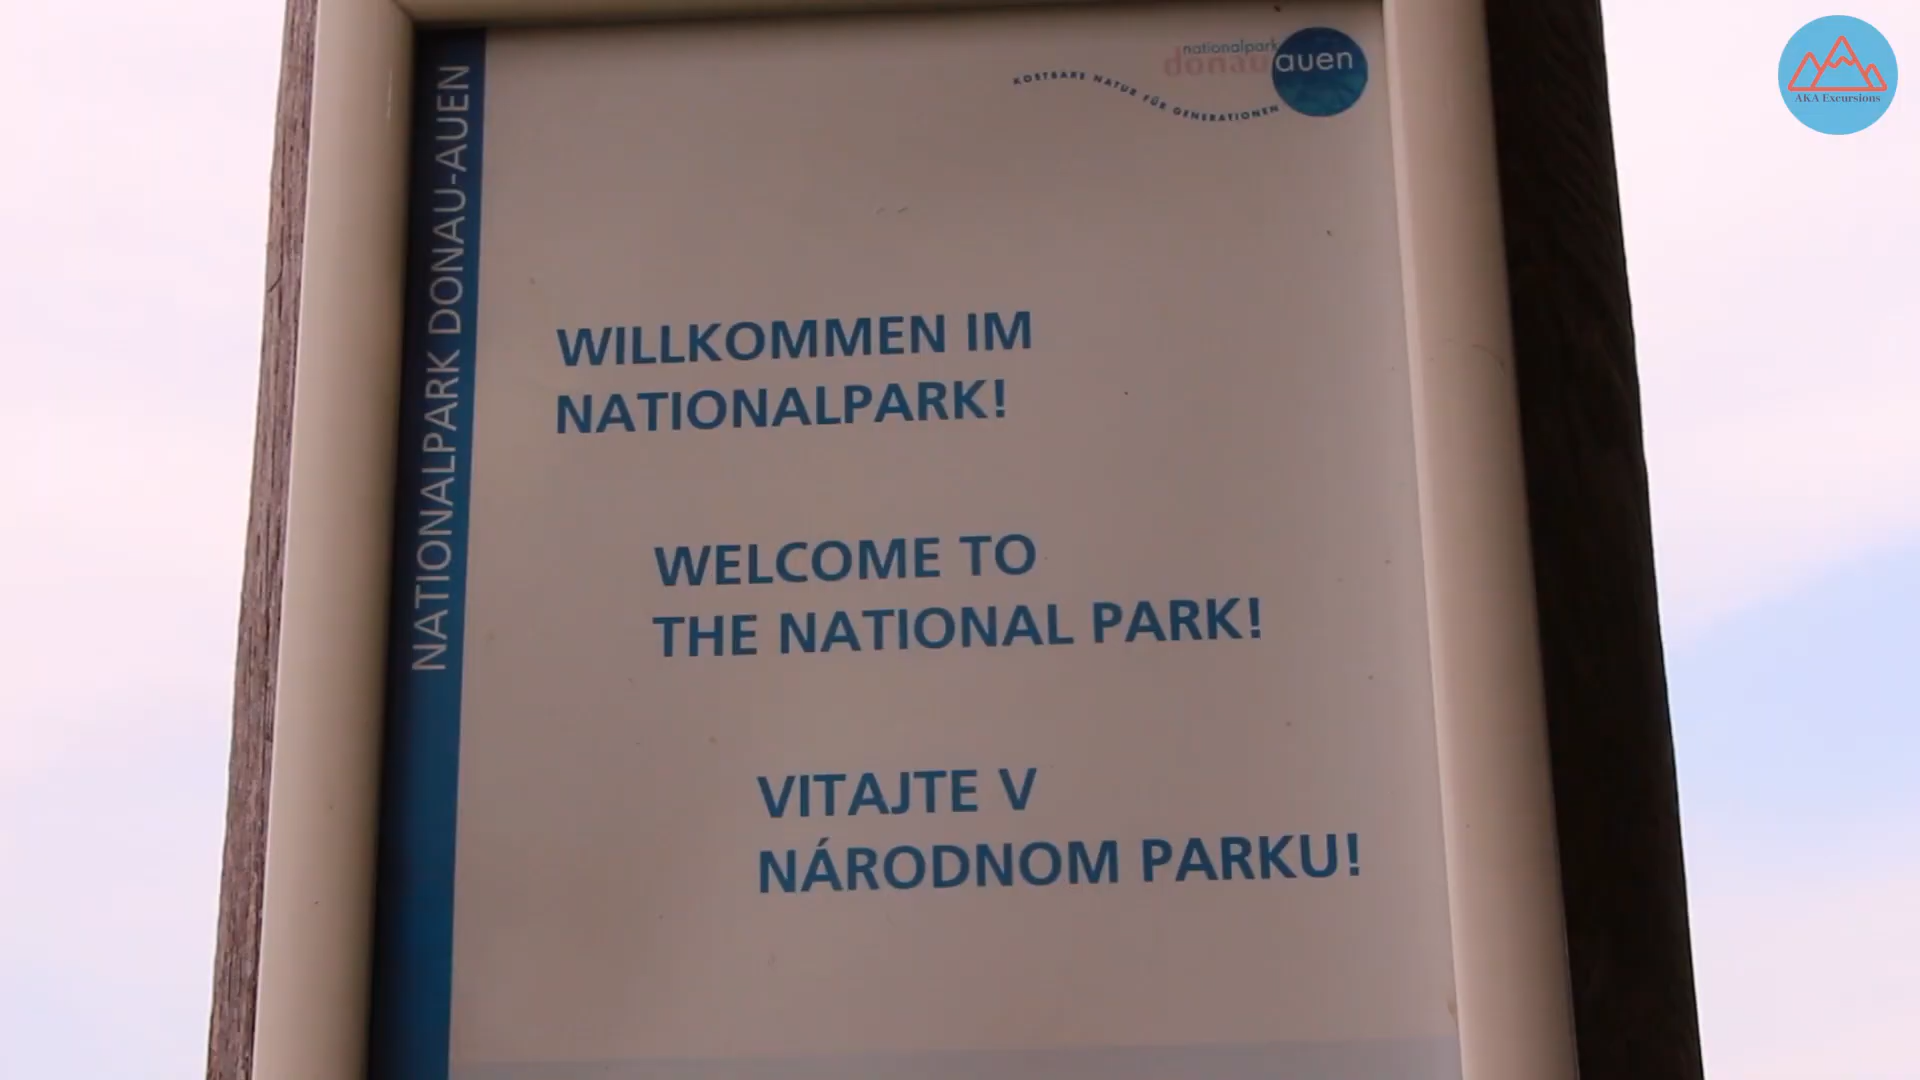 NATIONALPARK DONAU-AUEN
nationalpark
donau auen
KOSTBARE NATUR FÜR GENERATIONEN
WILLKOMMEN IM
NATIONALPARK!
WELCOME TO
THE NATIONAL PARK!
VITAJTE V
NÁRODNOM PARKU!
AKA Excursions